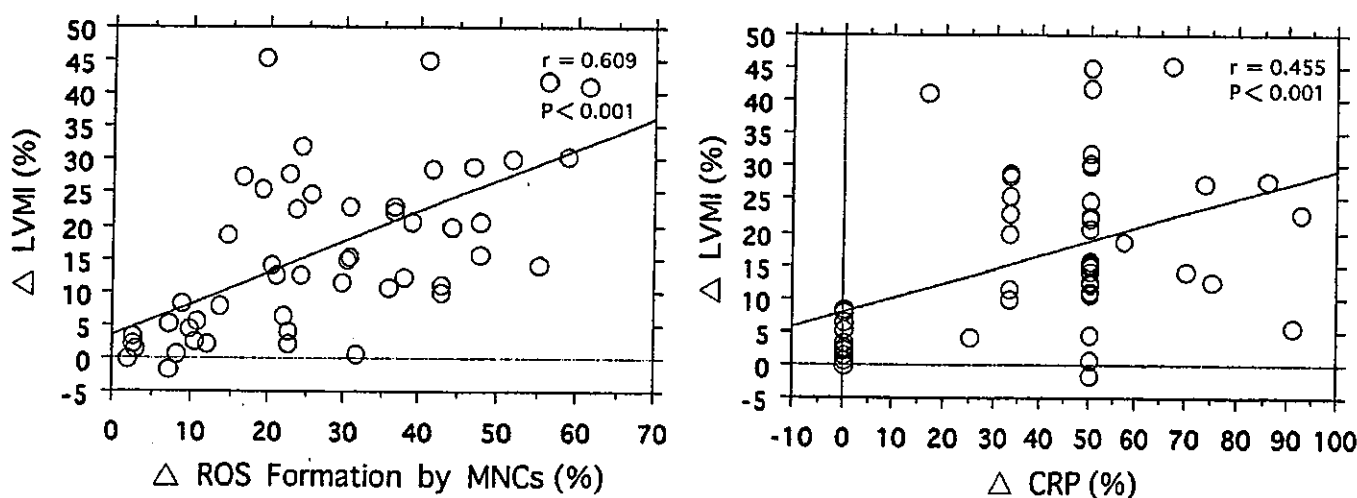 50
45
40
35
30
25
20
15
10
5
0
-5
△ LVMI (%)
r = 0.609
P < 0.001
0 10 20 30 40 50 60 70
△ ROS Formation by MNCs (%)
50
45
40
35
30
25
20
15
10
5
0
-5
△ LVMI (%)
r = 0.455
P < 0.001
-10 0 10 20 30 40 50 60 70 80 90 100
△ CRP (%)